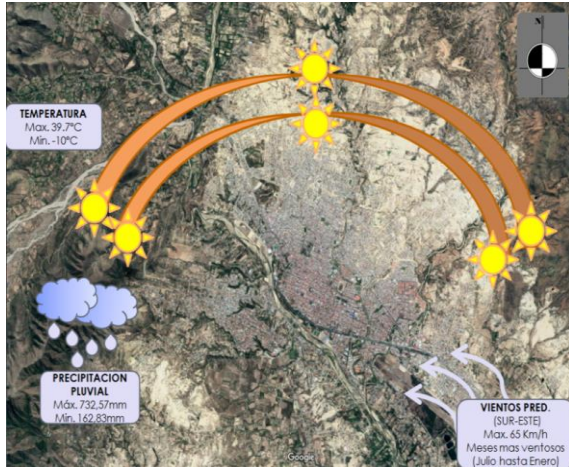 N
TEMPERATURA
Max. 39.7°C
Min. -10°C
PRECIPITACION
PLUVIAL
Máx. 732,57mm
Min. 162,83mm
VIENTOS PRED.
(SUR-ESTE)
Max. 65 Km/h
Meses mas ventosos
(Julio hasta Enero)
Google